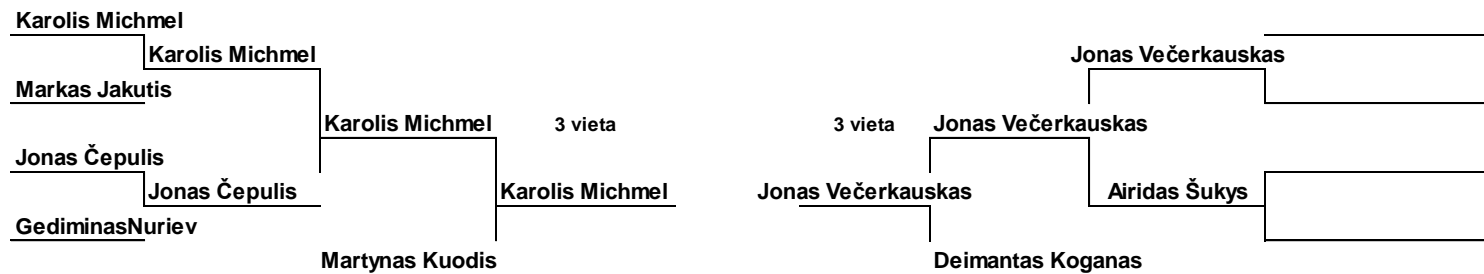 Karolis Michmel
Karolis Michmel
Jonas Večerkauskas
Markas Jakutis
Karolis Michmel 3 vieta 3 vieta Jonas Večerkauskas
Jonas Čepulis
Jonas Čepulis Karolis Michmel Jonas Večerkauskas Airidas Šukys
GediminasNuriev
Martynas Kuodis Deimantas Koganas